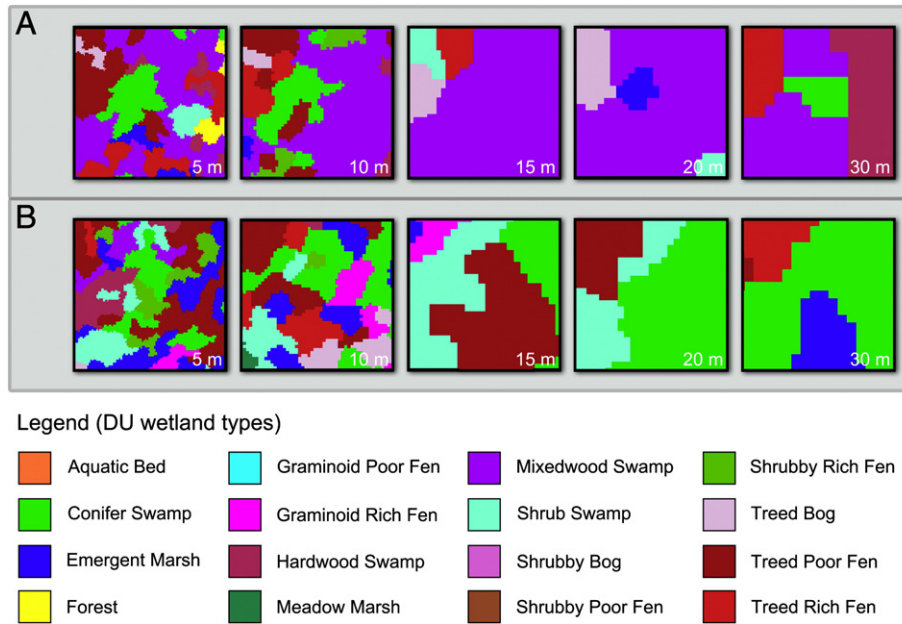 A
5 m
10 m
15 m
20 m
30 m
B
5 m
10 m
15 m
20 m
30 m
Legend (DU wetland types)
Aquatic Bed
Graminoid Poor Fen
Mixedwood Swamp
Shrubby Rich Fen
Conifer Swamp
Graminoid Rich Fen
Shrub Swamp
Treed Bog
Emergent Marsh
Hardwood Swamp
Shrubby Bog
Treed Poor Fen
Forest
Meadow Marsh
Shrubby Poor Fen
Treed Rich Fen